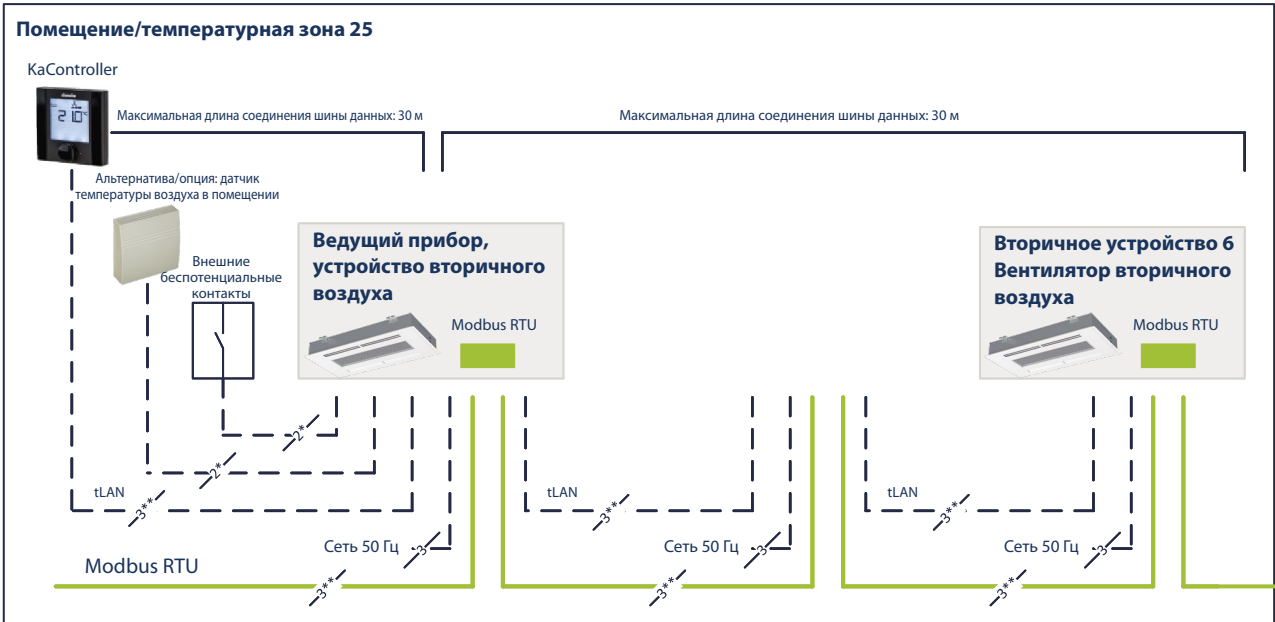 Помещение/температурная зона 25
KaController
Максимальная длина соединения шины данных: 30 м
Максимальная длина соединения шины данных: 30 м
Альтернатива/опция: датчик
температуры воздуха в помещении
Внешние
беспотенциальные
контакты
Ведущий прибор,
устройство вторичного
воздуха
Modbus RTU
Вторичное устройство 6
Вентилятор вторичного
воздуха
Modbus RTU
2*
2*
tLAN
3**
tLAN
3**
tLAN
3**
Сеть 50 Гц
3
Сеть 50 Гц
3
Сеть 50 Гц
3
Modbus RTU
3**
3**
3**